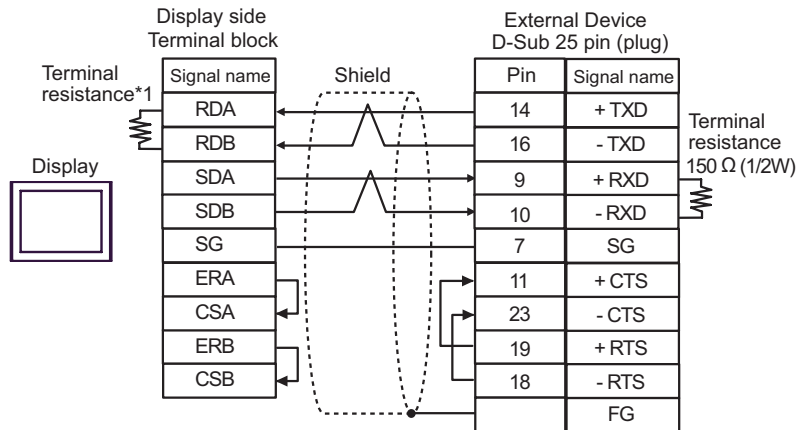 Display side
Terminal block
External Device
D-Sub 25 pin (plug)
Terminal
resistance*1
Signal name
Shield
Pin
Signal name
RDA
14
+ TXD
RDB
16
- TXD
Terminal
resistance
150 Ω (1/2W)
Display
SDA
9
+ RXD
SDB
10
- RXD
SG
7
SG
ERA
11
+ CTS
CSA
23
- CTS
ERB
19
+ RTS
CSB
18
- RTS
FG